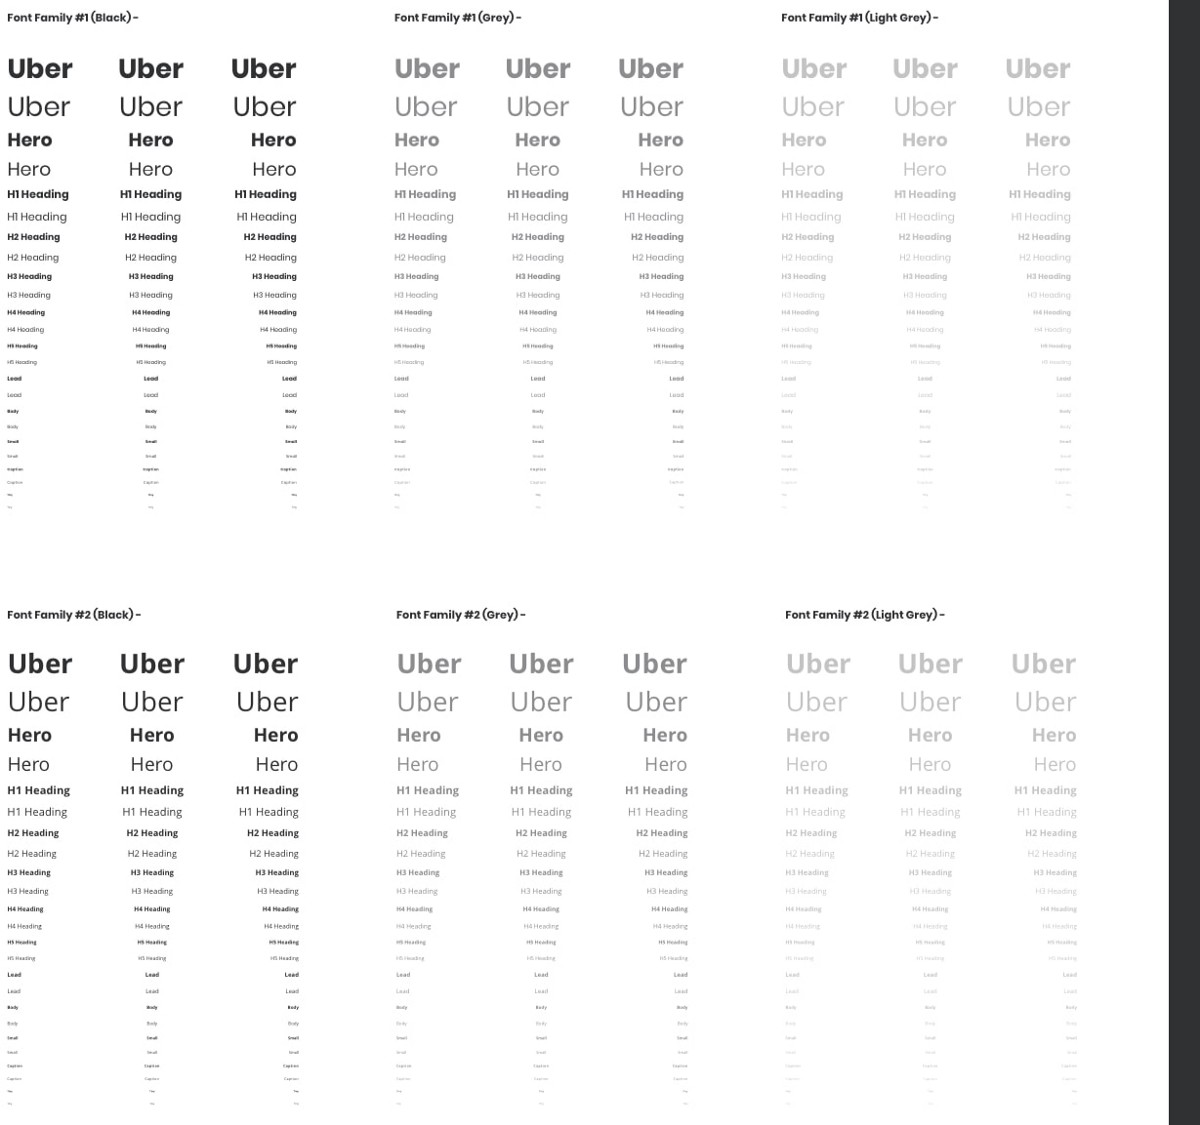 Font Family #1 (Black) - Font Family #1 (Grey) - Font Family #1 (Light Grey) -
Uber Uber Uber Uber Uber Uber Uber Uber Uber
Uber Uber Uber Uber Uber Uber Uber Uber Uber
Hero Hero Hero Hero Hero Hero Hero Hero Hero
Hero Hero Hero Hero Hero Hero Hero Hero Hero
H1 Heading H1 Heading H1 Heading H1 Heading H1 Heading H1 Heading H1 Heading H1 Heading H1 Heading
H1 Heading H1 Heading H1 Heading H1 Heading H1 Heading H1 Heading H1 Heading H1 Heading H1 Heading
H2 Heading H2 Heading H2 Heading H2 Heading H2 Heading H2 Heading H2 Heading H2 Heading H2 Heading
H2 Heading H2 Heading H2 Heading H2 Heading H2 Heading H2 Heading H2 Heading H2 Heading H2 Heading
H3 Heading H3 Heading H3 Heading H3 Heading H3 Heading H3 Heading H3 Heading H3 Heading H3 Heading
H3 Heading H3 Heading H3 Heading H3 Heading H3 Heading H3 Heading H3 Heading H3 Heading H3 Heading
H4 Heading H4 Heading H4 Heading H4 Heading H4 Heading H4 Heading H4 Heading H4 Heading H4 Heading
H4 Heading H4 Heading H4 Heading H4 Heading H4 Heading H4 Heading H4 Heading H4 Heading H4 Heading
H5 Heading H5 Heading H5 Heading H5 Heading H5 Heading H5 Heading H5 Heading H5 Heading H5 Heading
H5 Heading H5 Heading H5 Heading H5 Heading H5 Heading H5 Heading H5 Heading H5 Heading H5 Heading
Lead Lead Lead Lead Lead Lead Lead Lead Lead
Lead Lead Lead Lead Lead Lead Lead Lead Lead
Body Body Body Body Body Body Body Body Body
Body Body Body Body Body Body Body Body Body
Small Small Small Small Small Small Small Small Small
Small Small Small Small Small Small Small Small Small
Caption Caption Caption Caption Caption Caption Caption Caption Caption
Caption Caption Caption Caption Caption Caption Caption Caption Caption
Font Family #2 (Black) - Font Family #2 (Grey) - Font Family #2 (Light Grey) -
Uber Uber Uber Uber Uber Uber Uber Uber Uber
Uber Uber Uber Uber Uber Uber Uber Uber Uber
Hero Hero Hero Hero Hero Hero Hero Hero Hero
Hero Hero Hero Hero Hero Hero Hero Hero Hero
H1 Heading H1 Heading H1 Heading H1 Heading H1 Heading H1 Heading H1 Heading H1 Heading H1 Heading
H1 Heading H1 Heading H1 Heading H1 Heading H1 Heading H1 Heading H1 Heading H1 Heading H1 Heading
H2 Heading H2 Heading H2 Heading H2 Heading H2 Heading H2 Heading H2 Heading H2 Heading H2 Heading
H2 Heading H2 Heading H2 Heading H2 Heading H2 Heading H2 Heading H2 Heading H2 Heading H2 Heading
H3 Heading H3 Heading H3 Heading H3 Heading H3 Heading H3 Heading H3 Heading H3 Heading H3 Heading
H3 Heading H3 Heading H3 Heading H3 Heading H3 Heading H3 Heading H3 Heading H3 Heading H3 Heading
H4 Heading H4 Heading H4 Heading H4 Heading H4 Heading H4 Heading H4 Heading H4 Heading H4 Heading
H4 Heading H4 Heading H4 Heading H4 Heading H4 Heading H4 Heading H4 Heading H4 Heading H4 Heading
H5 Heading H5 Heading H5 Heading H5 Heading H5 Heading H5 Heading H5 Heading H5 Heading H5 Heading
H5 Heading H5 Heading H5 Heading H5 Heading H5 Heading H5 Heading H5 Heading H5 Heading H5 Heading
Lead Lead Lead Lead Lead Lead Lead Lead Lead
Lead Lead Lead Lead Lead Lead Lead Lead Lead
Body Body Body Body Body Body Body Body Body
Body Body Body Body Body Body Body Body Body
Small Small Small Small Small Small Small Small Small
Small Small Small Small Small Small Small Small Small
Caption Caption Caption Caption Caption Caption Caption Caption Caption
Caption Caption Caption Caption Caption Caption Caption Caption Caption